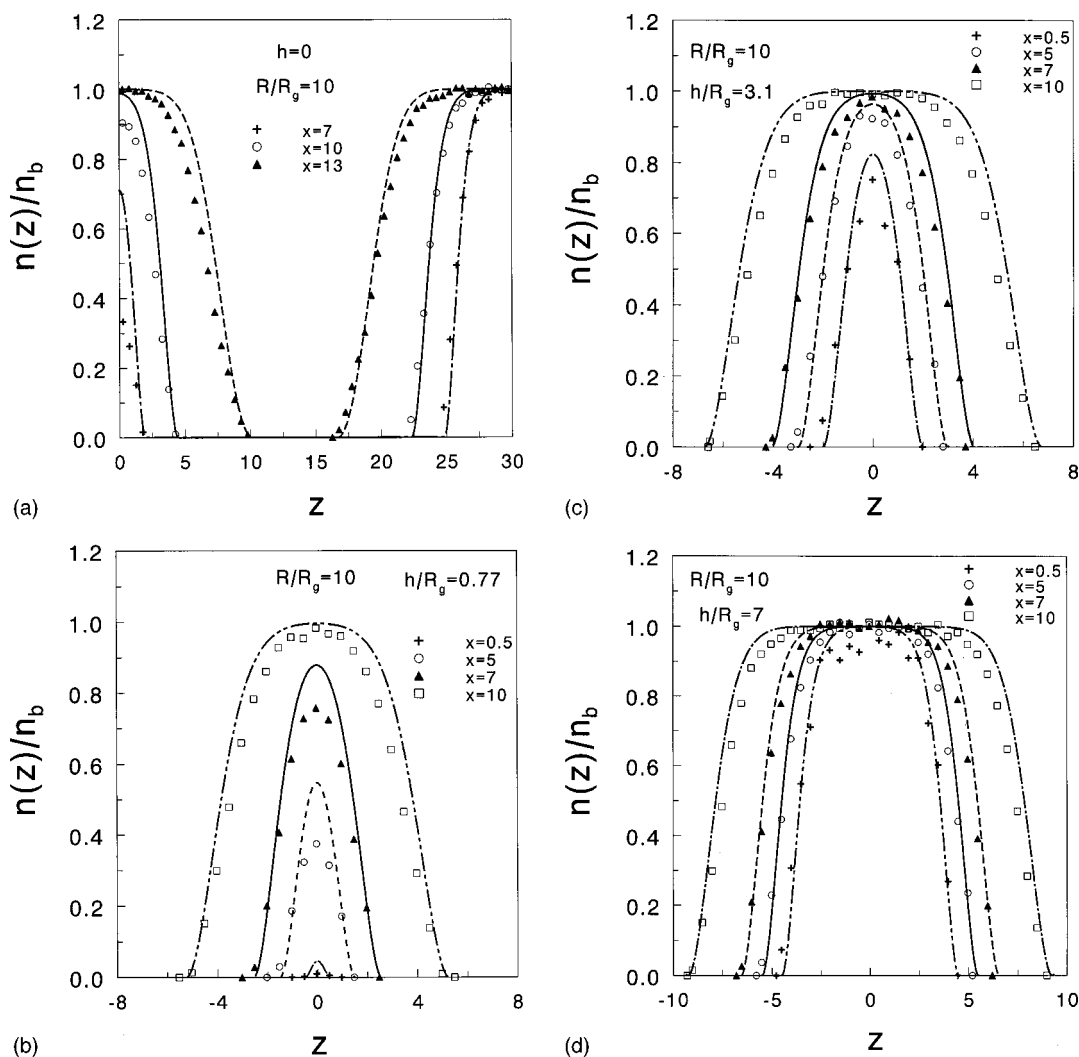 1.2
1.0
0.8
0.6
0.4
0.2
0.0
n(z)/n_b
h=0
R/R_g=10
+ x=7
○ x=10
▲ x=13
0 5 10 15 20 25 30
(a)
z
1.2
1.0
0.8
0.6
0.4
0.2
0.0
n(z)/n_b
R/R_g=10 h/R_g=0.77
+ x=0.5
○ x=5
▲ x=7
□ x=10
-8 -4 0 4 8
(b)
z
1.2
1.0
0.8
0.6
0.4
0.2
0.0
n(z)/n_b
R/R_g=10
h/R_g=3.1
+ x=0.5
○ x=5
▲ x=7
□ x=10
-8 -4 0 4 8
(c)
z
1.2
1.0
0.8
0.6
0.4
0.2
0.0
n(z)/n_b
R/R_g=10
h/R_g=7
+ x=0.5
○ x=5
▲ x=7
□ x=10
-10 -5 0 5 10
(d)
z